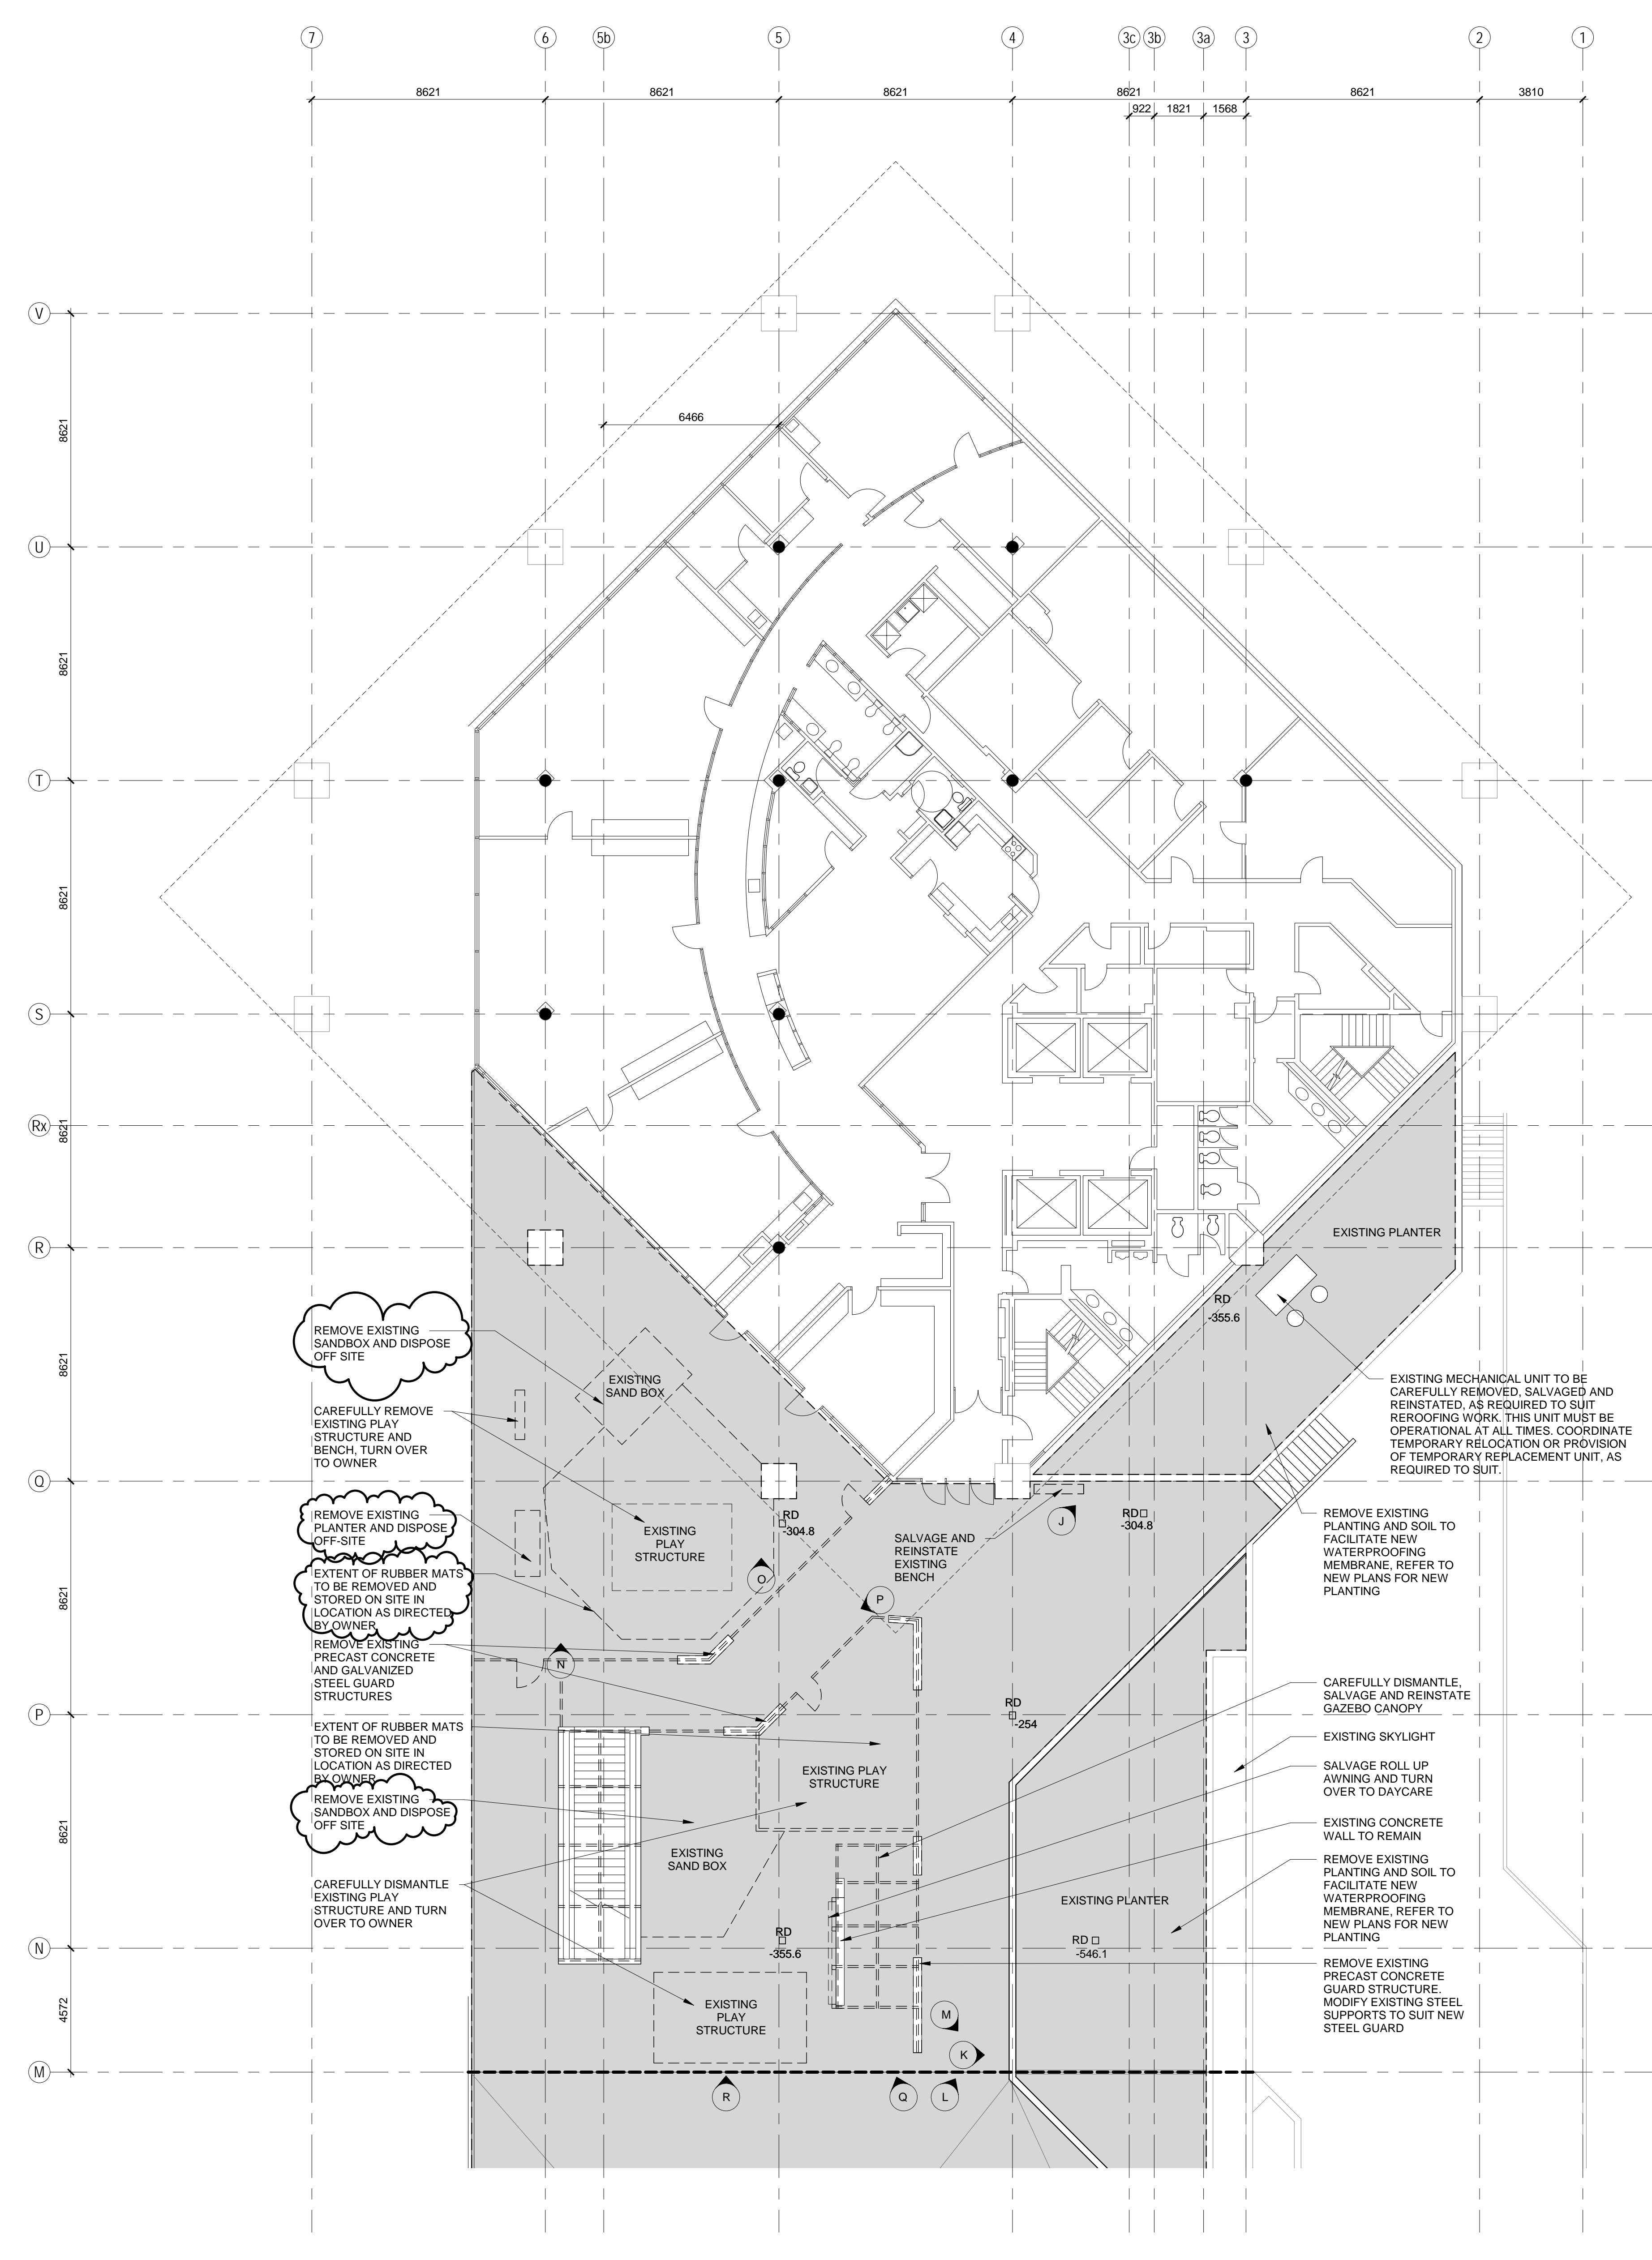 7
6
5b
5
4
3c
3b
3a
3
2
1
8621
8621
8621
8621
8621
3810
922
1821
1568
V
8621
6466
U
8621
T
8621
S
Rx
8621
R
EXISTING PLANTER
RD
-355.6
8621
REMOVE EXISTING
SANDBOX AND DISPOSE
OFF SITE
EXISTING
SAND BOX
CAREFULLY REMOVE
EXISTING PLAY
STRUCTURE AND
BENCH, TURN OVER
TO OWNER
EXISTING MECHANICAL UNIT TO BE
CAREFULLY REMOVED, SALVAGED AND
REINSTATED, AS REQUIRED TO SUIT
REROOFING WORK. THIS UNIT MUST BE
OPERATIONAL AT ALL TIMES. COORDINATE
TEMPORARY RELOCATION OR PROVISION
OF TEMPORARY REPLACEMENT UNIT, AS
REQUIRED TO SUIT.
Q
REMOVE EXISTING
PLANTER AND DISPOSE
OFF-SITE
EXISTING
PLAY
STRUCTURE
RD
-304.8
SALVAGE AND
REINSTATE
EXISTING
BENCH
J
RD
-304.8
REMOVE EXISTING
PLANTING AND SOIL TO
FACILITATE NEW
WATERPROOFING
MEMBRANE, REFER TO
NEW PLANS FOR NEW
PLANTING
8621
EXTENT OF RUBBER MATS
TO BE REMOVED AND
STORED ON SITE IN
LOCATION AS DIRECTED
BY OWNER
O
P
REMOVE EXISTING
PRECAST CONCRETE
AND GALVANIZED
STEEL GUARD
STRUCTURES
N
P
RD
-254
CAREFULLY DISMANTLE,
SALVAGE AND REINSTATE
GAZEBO CANOPY
EXTENT OF RUBBER MATS
TO BE REMOVED AND
STORED ON SITE IN
LOCATION AS DIRECTED
BY OWNER
EXISTING SKYLIGHT
EXISTING PLAY
STRUCTURE
SALVAGE ROLL UP
AWNING AND TURN
OVER TO DAYCARE
REMOVE EXISTING
SANDBOX AND DISPOSE
OFF SITE
8621
EXISTING CONCRETE
WALL TO REMAIN
EXISTING
SAND BOX
REMOVE EXISTING
PLANTING AND SOIL TO
FACILITATE NEW
WATERPROOFING
MEMBRANE, REFER TO
NEW PLANS FOR NEW
PLANTING
CAREFULLY DISMANTLE
EXISTING PLAY
STRUCTURE AND TURN
OVER TO OWNER
EXISTING PLANTER
N
RD
-355.6
RD
-546.1
REMOVE EXISTING
PRECAST CONCRETE
GUARD STRUCTURE.
MODIFY EXISTING STEEL
SUPPORTS TO SUIT NEW
STEEL GUARD
4572
EXISTING
PLAY
STRUCTURE
M
K
M
R
Q
L